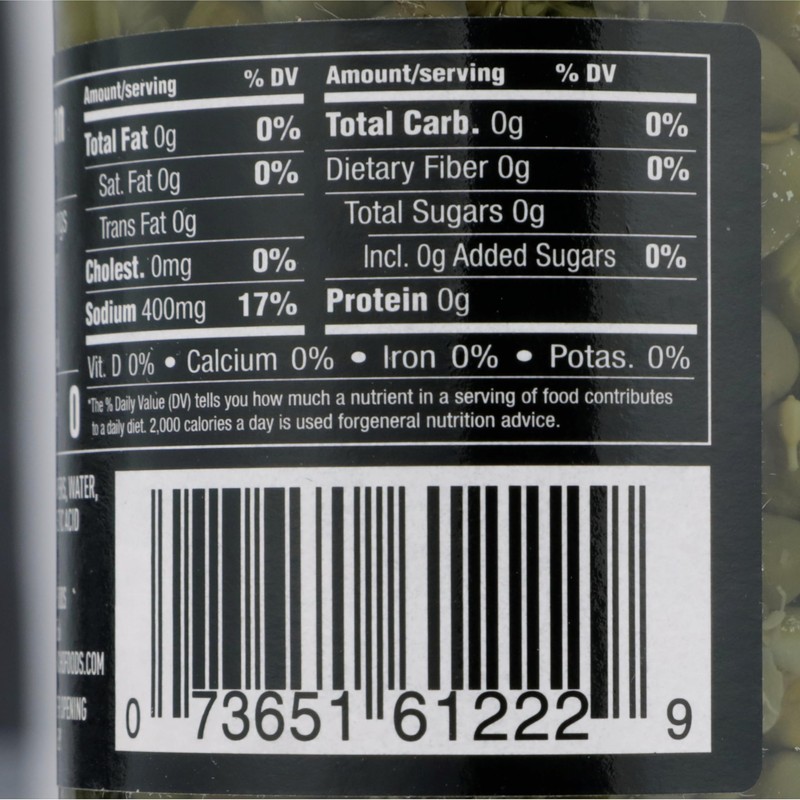 Amount/serving % DV
Total Fat 0g 0%
Sat. Fat 0g 0%
Trans Fat 0g
Cholest. 0mg 0%
Sodium 400mg 17%
Amount/serving % DV
Total Carb. 0g 0%
Dietary Fiber 0g 0%
Total Sugars 0g
Incl. 0g Added Sugars 0%
Protein 0g
Vit. D 0% • Calcium 0% • Iron 0% • Potas. 0%
0
*The % Daily Value (DV) tells you how much a nutrient in a serving of food contributes
to a daily diet. 2,000 calories a day is used forgeneral nutrition advice.
WATER,
ACID
0 73651 61222 9